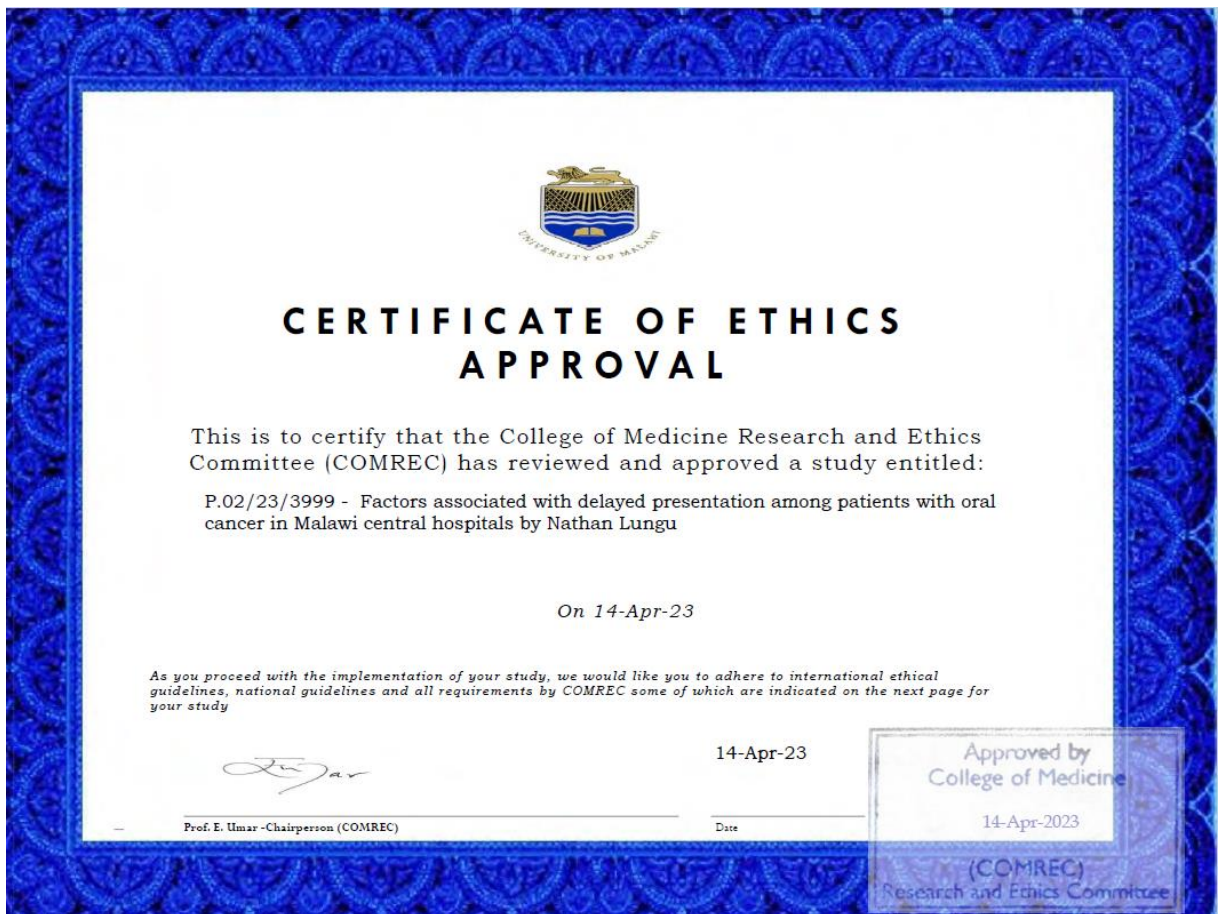 UNIVERSITY OF MALAWI
CERTIFICATE OF ETHICS
APPROVAL
This is to certify that the College of Medicine Research and Ethics
Committee (COMREC) has reviewed and approved a study entitled:
P.02/23/3999 - Factors associated with delayed presentation among patients with oral
cancer in Malawi central hospitals by Nathan Lungu
On 14-Apr-23
As you proceed with the implementation of your study, we would like you to adhere to international ethical
guidelines, national guidelines and all requirements by COMREC some of which are indicated on the next page for
your study
14-Apr-23
Prof. E. Umar -Chairperson (COMREC)
Date
Approved by
College of Medicine
14-Apr-2023
(COMREC)
Research and Ethics Committee